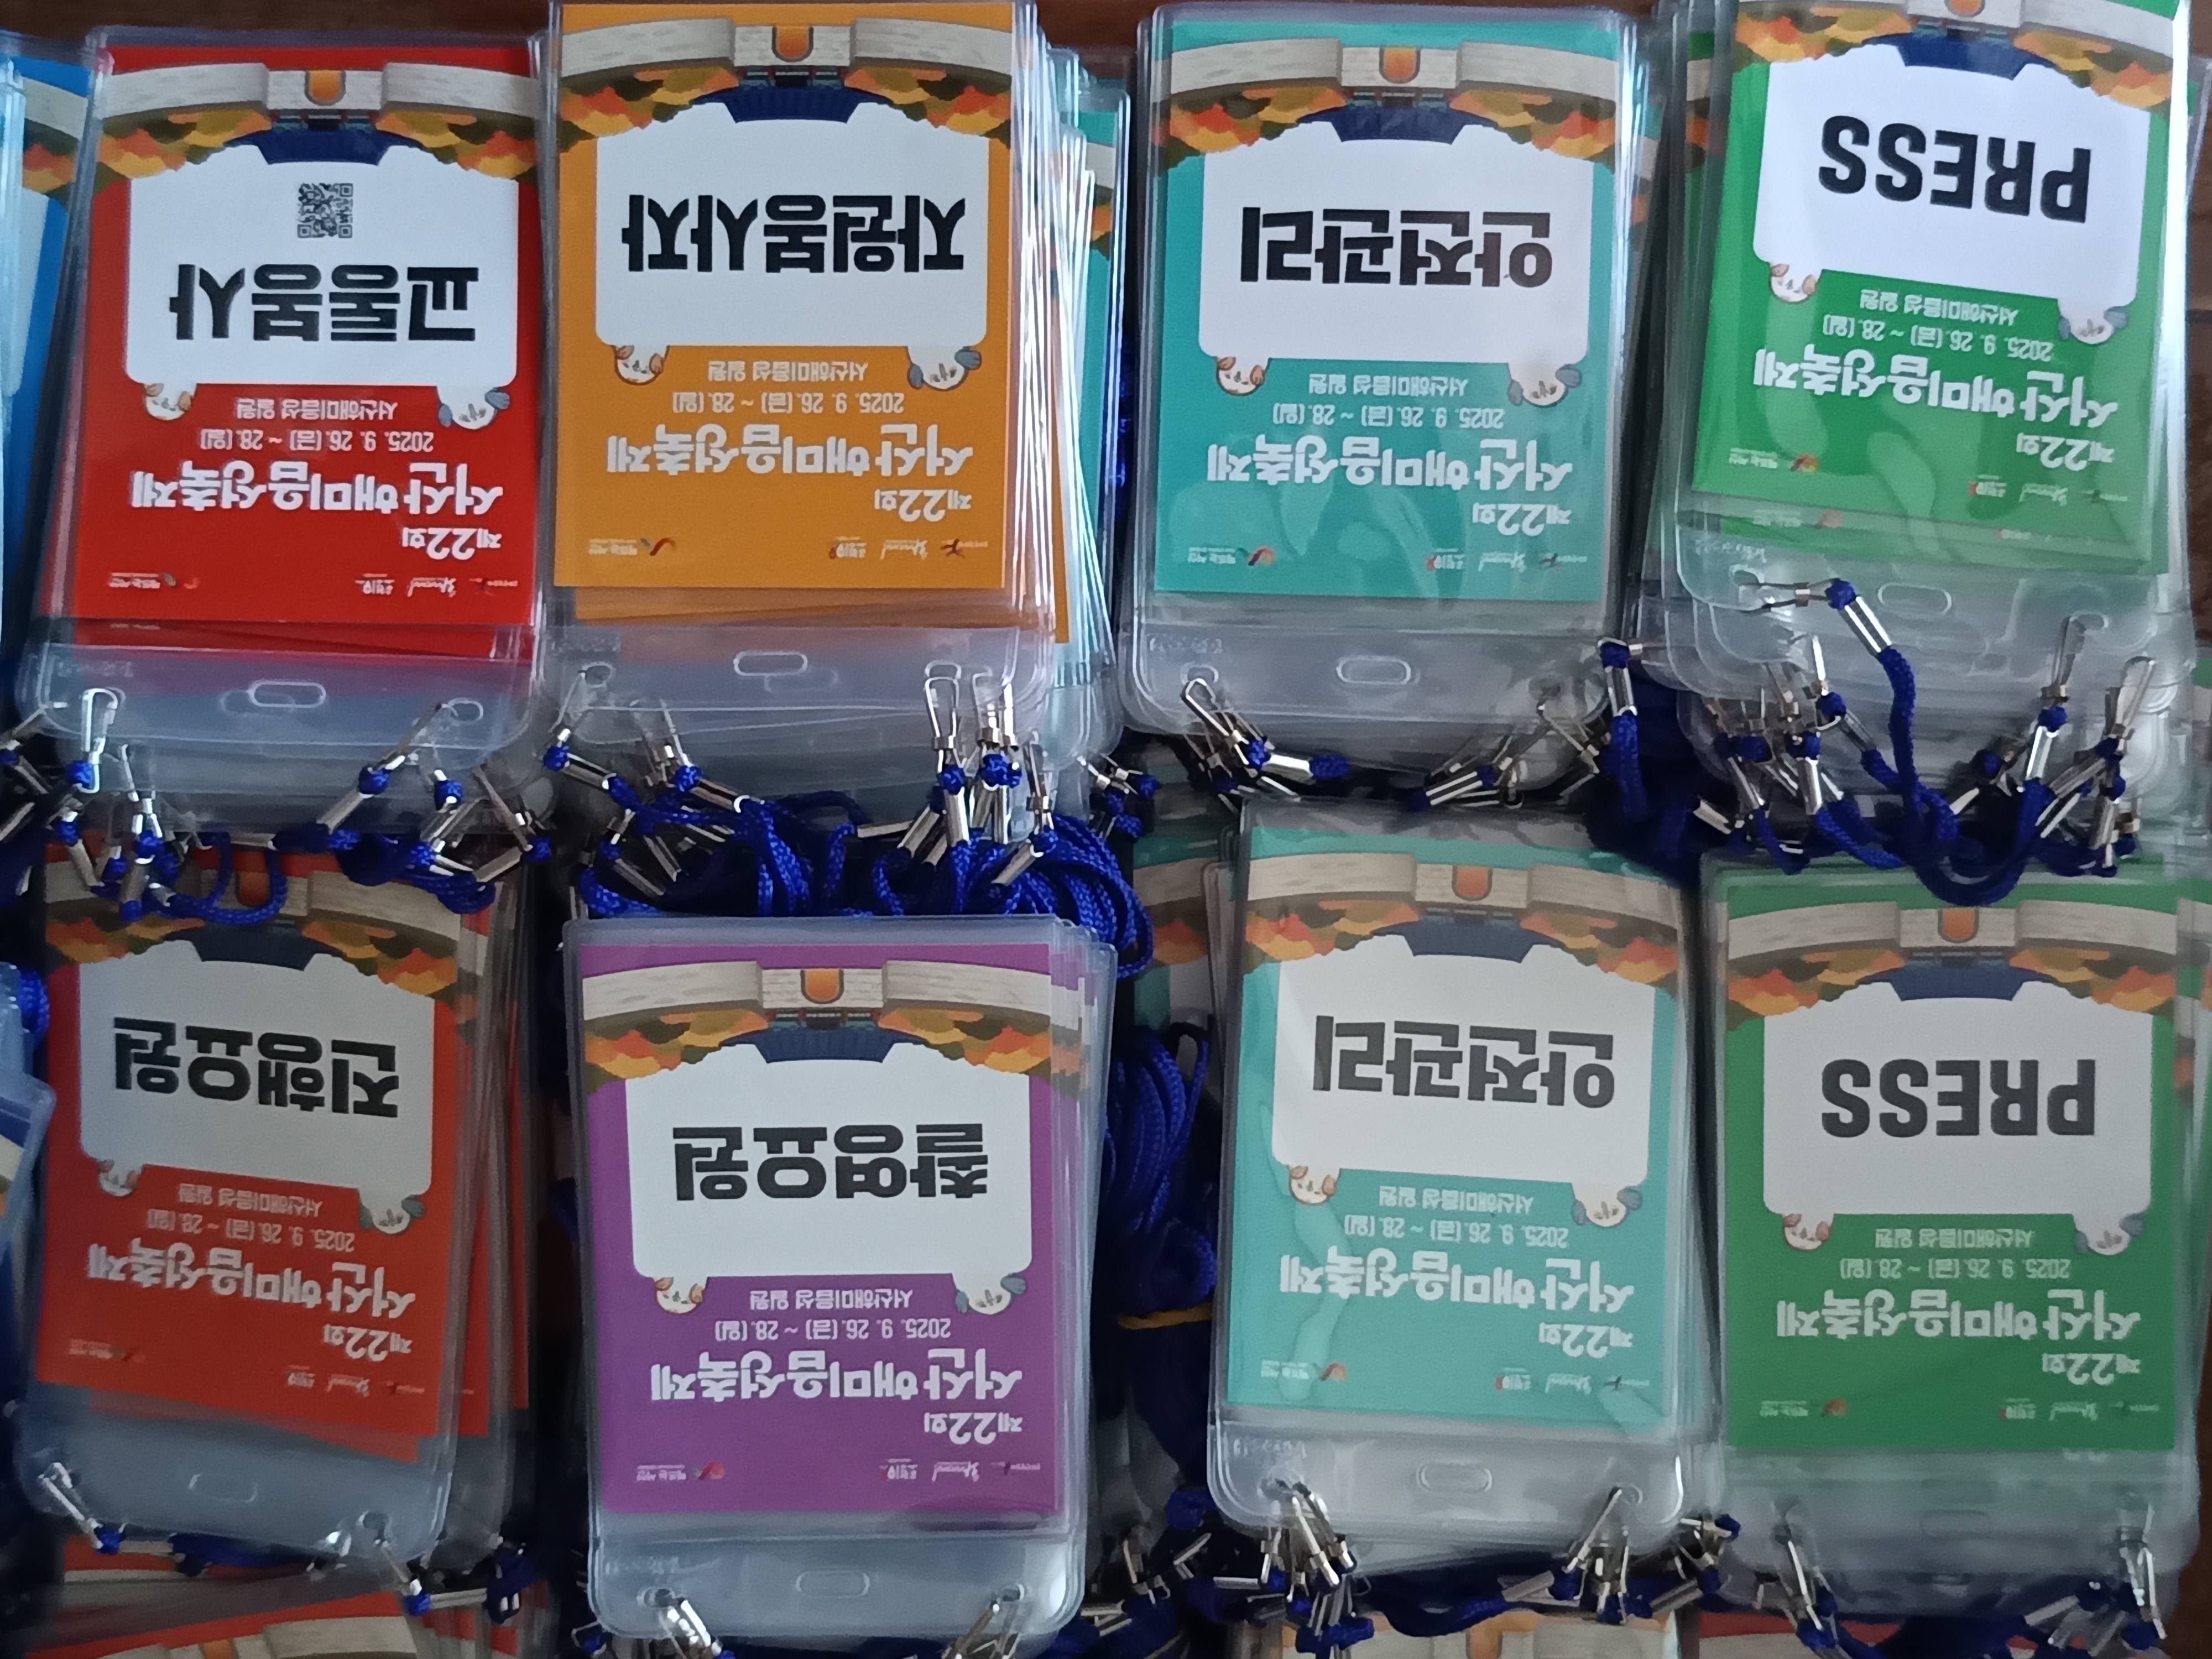 제22회
서산해미읍성축제
2025. 9. 26.(금) ~ 28.(일)
서산해미읍성 일원
PRESS
제22회
서산해미읍성축제
2025. 9. 26.(금) ~ 28.(일)
서산해미읍성 일원
안전관리
제22회
서산해미읍성축제
2025. 9. 26.(금) ~ 28.(일)
서산해미읍성 일원
촬영요원
제22회
서산해미읍성축제
2025. 9. 26.(금) ~ 28.(일)
서산해미읍성 일원
진행요원
제22회
서산해미읍성축제
2025. 9. 26.(금) ~ 28.(일)
서산해미읍성 일원
PRESS
제22회
서산해미읍성축제
2025. 9. 26.(금) ~ 28.(일)
서산해미읍성 일원
안전관리
제22회
서산해미읍성축제
2025. 9. 26.(금) ~ 28.(일)
서산해미읍성 일원
자원봉사자
제22회
서산해미읍성축제
2025. 9. 26.(금) ~ 28.(일)
서산해미읍성 일원
교통봉사